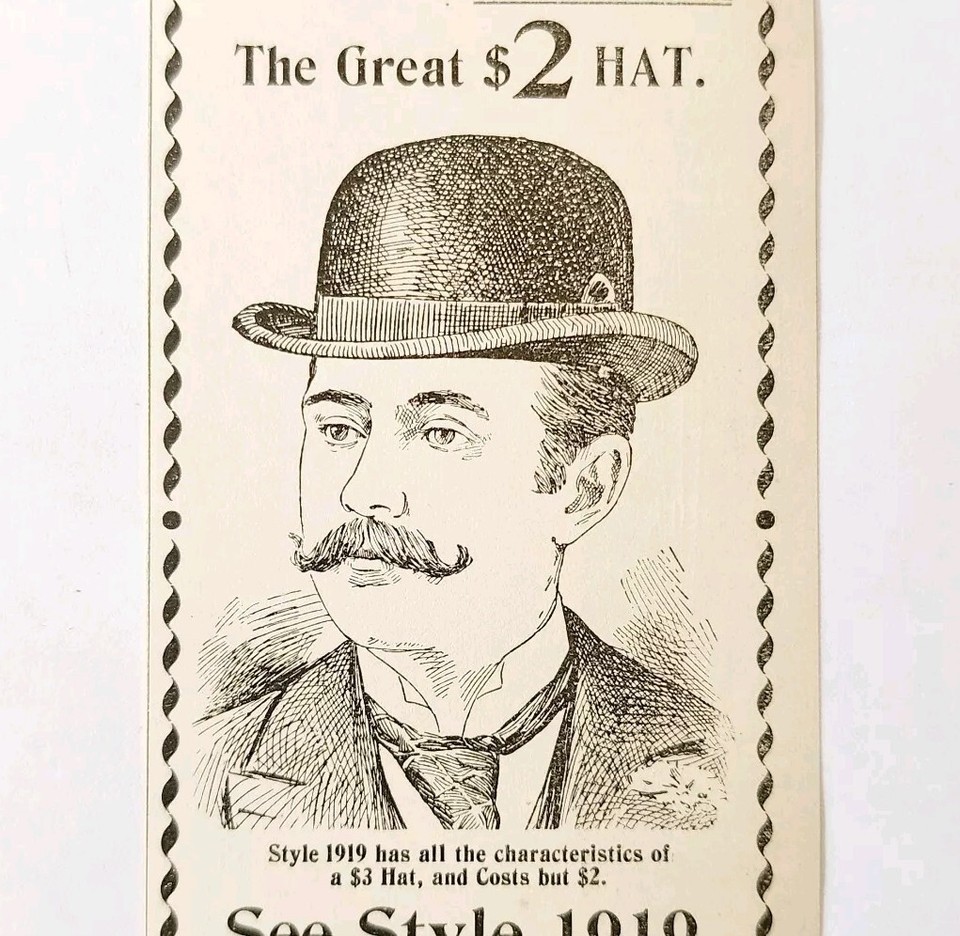 The Great $2 HAT.
Style 1919 has all the characteristics of
a $3 Hat, and Costs but $2.
See Style 1919